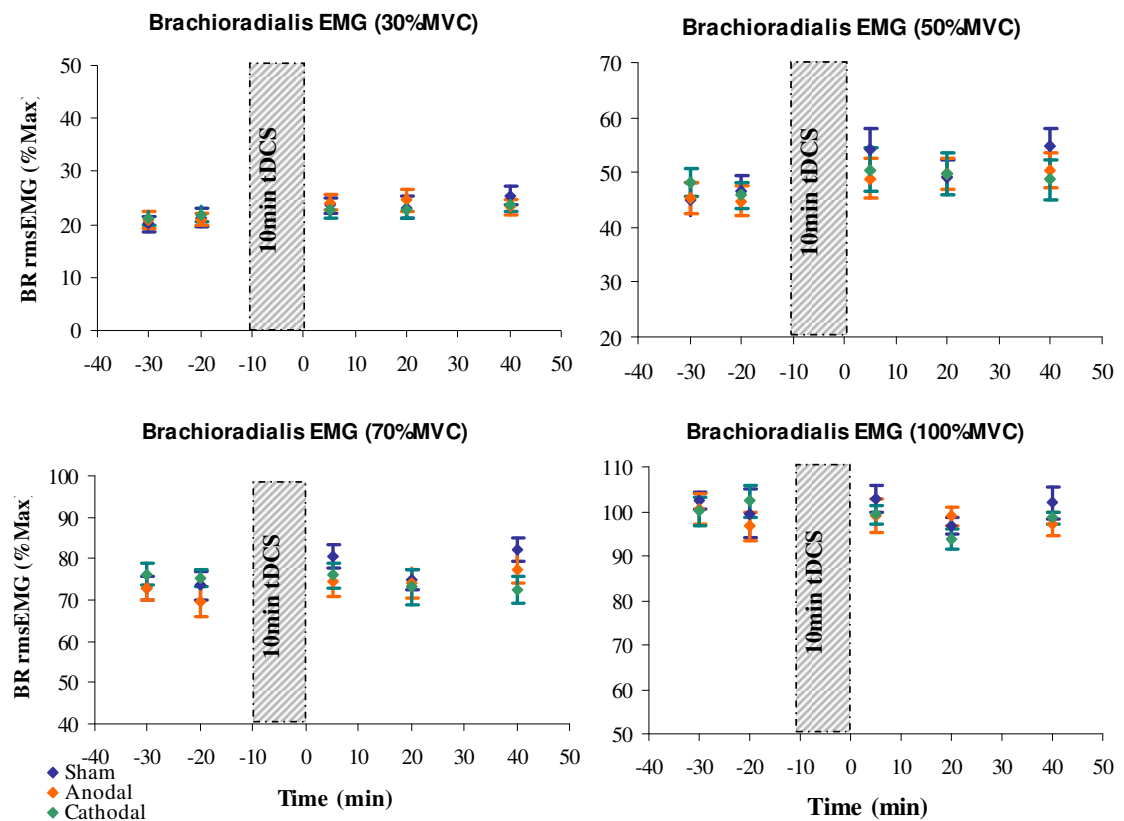 Brachioradialis EMG (30%MVC)
BR rmsEMG (%Max)
50
40
30
20
10
0
10min tDCS
-40 -30 -20 -10 0 10 20 30 40 50
Brachioradialis EMG (50%MVC)
70
60
50
40
30
20
10min tDCS
-40 -30 -20 -10 0 10 20 30 40 50
Brachioradialis EMG (70%MVC)
BR rmsEMG (%Max)
100
90
80
70
60
50
40
10min tDCS
-40 -30 -20 -10 0 10 20 30 40 50
Time (min)
Sham
Anodal
Cathodal
Brachioradialis EMG (100%MVC)
110
100
90
80
70
60
50
10min tDCS
-40 -30 -20 -10 0 10 20 30 40 50
Time (min)